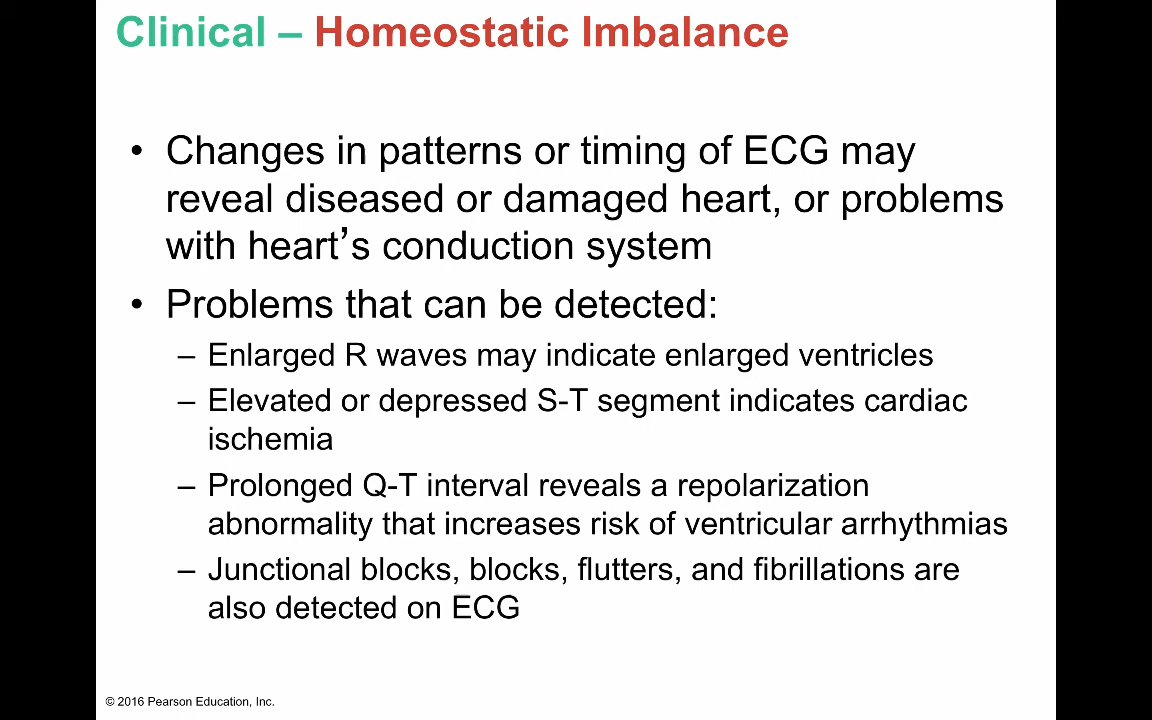 Clinical – Homeostatic Imbalance
• Changes in patterns or timing of ECG may
reveal diseased or damaged heart, or problems
with heart’s conduction system
• Problems that can be detected:
– Enlarged R waves may indicate enlarged ventricles
– Elevated or depressed S-T segment indicates cardiac
ischemia
– Prolonged Q-T interval reveals a repolarization
abnormality that increases risk of ventricular arrhythmias
– Junctional blocks, blocks, flutters, and fibrillations are
also detected on ECG
© 2016 Pearson Education, Inc.